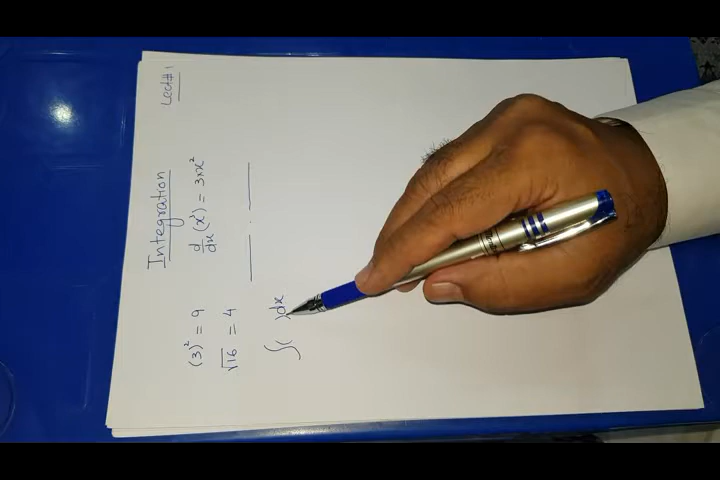 Lect#1
Integration
(3)² = 9
d/dx (x³) = 3x²
√16 = 4
∫( )dx